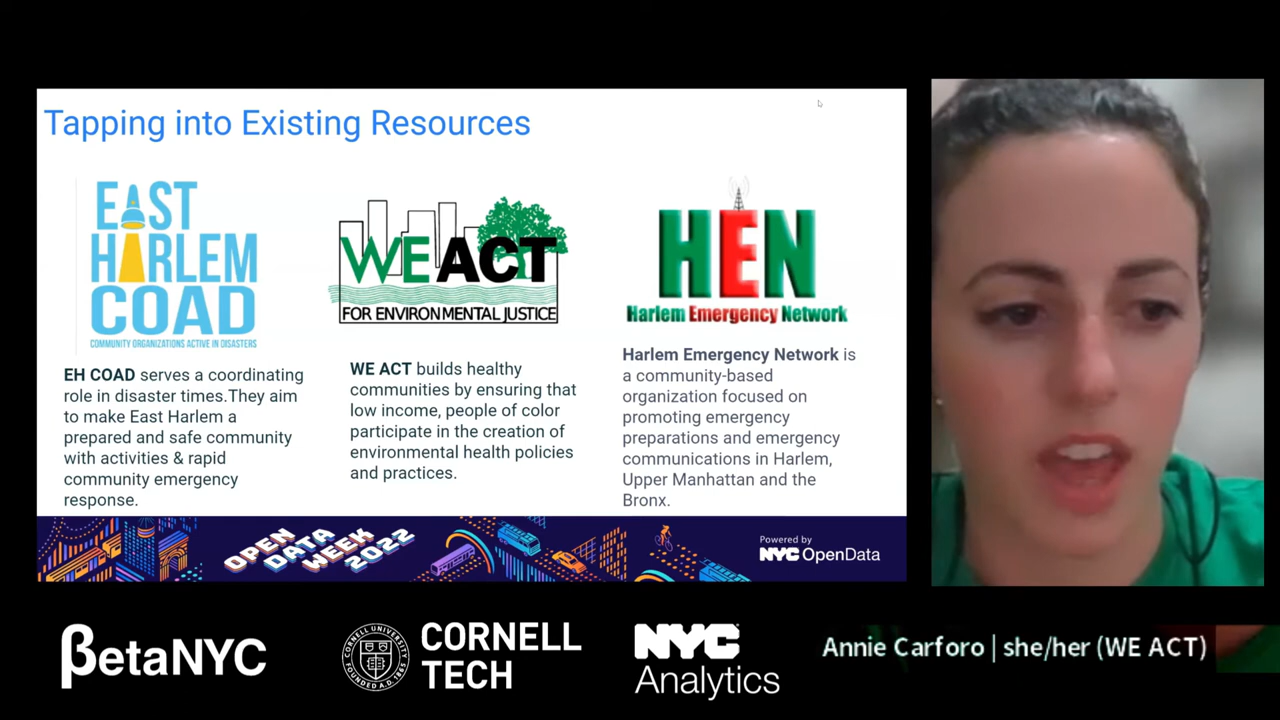 Tapping into Existing Resources
EAST
HARLEM
COAD
COMMUNITY ORGANIZATIONS ACTIVE IN DISASTERS
EH COAD serves a coordinating
role in disaster times.They aim
to make East Harlem a
prepared and safe community
with activities & rapid
community emergency
response.
WE ACT
FOR ENVIRONMENTAL JUSTICE
WE ACT builds healthy
communities by ensuring that
low income, people of color
participate in the creation of
environmental health policies
and practices.
HEN
Harlem Emergency Network
Harlem Emergency Network is
a community-based
organization focused on
promoting emergency
preparations and emergency
communications in Harlem,
Upper Manhattan and the
Bronx.
OPEN
DATA
WEEK
2022
Powered by
NYC OpenData
βetaNYC
CORNELL UNIVERSITY
FOUNDED A.D. 1865
CORNELL
TECH
NYC
Analytics
Annie Carforo | she/her (WE ACT)